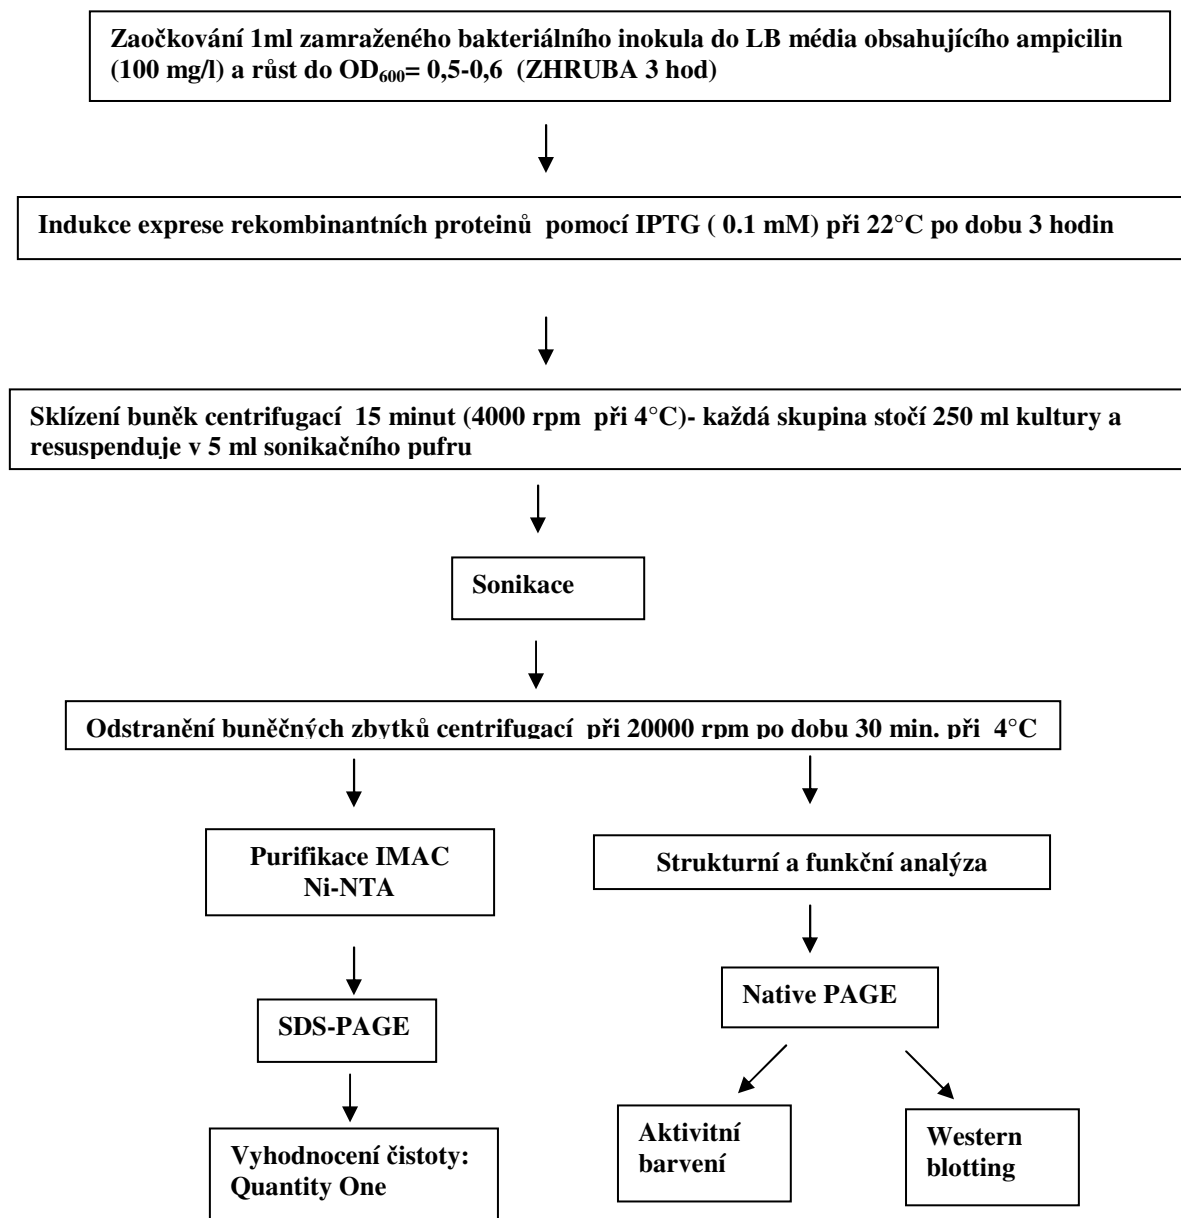 Zaočkování 1ml zamraženého bakteriálního inokula do LB média obsahujícího ampicilin
(100 mg/l) a růst do OD600= 0,5-0,6 (ZHRUBA 3 hod)
Indukce exprese rekombinantních proteinů pomocí IPTG ( 0.1 mM) při 22°C po dobu 3 hodin
Sklízení buněk centrifugací 15 minut (4000 rpm při 4°C)- každá skupina stočí 250 ml kultury a
resuspenduje v 5 ml sonikačního pufru
Sonikace
Odstranění buněčných zbytků centrifugací při 20000 rpm po dobu 30 min. při 4°C
Purifikace IMAC
Ni-NTA
Strukturní a funkční analýza
SDS-PAGE
Native PAGE
Vyhodnocení čistoty:
Quantity One
Aktivitní
barvení
Western
blotting